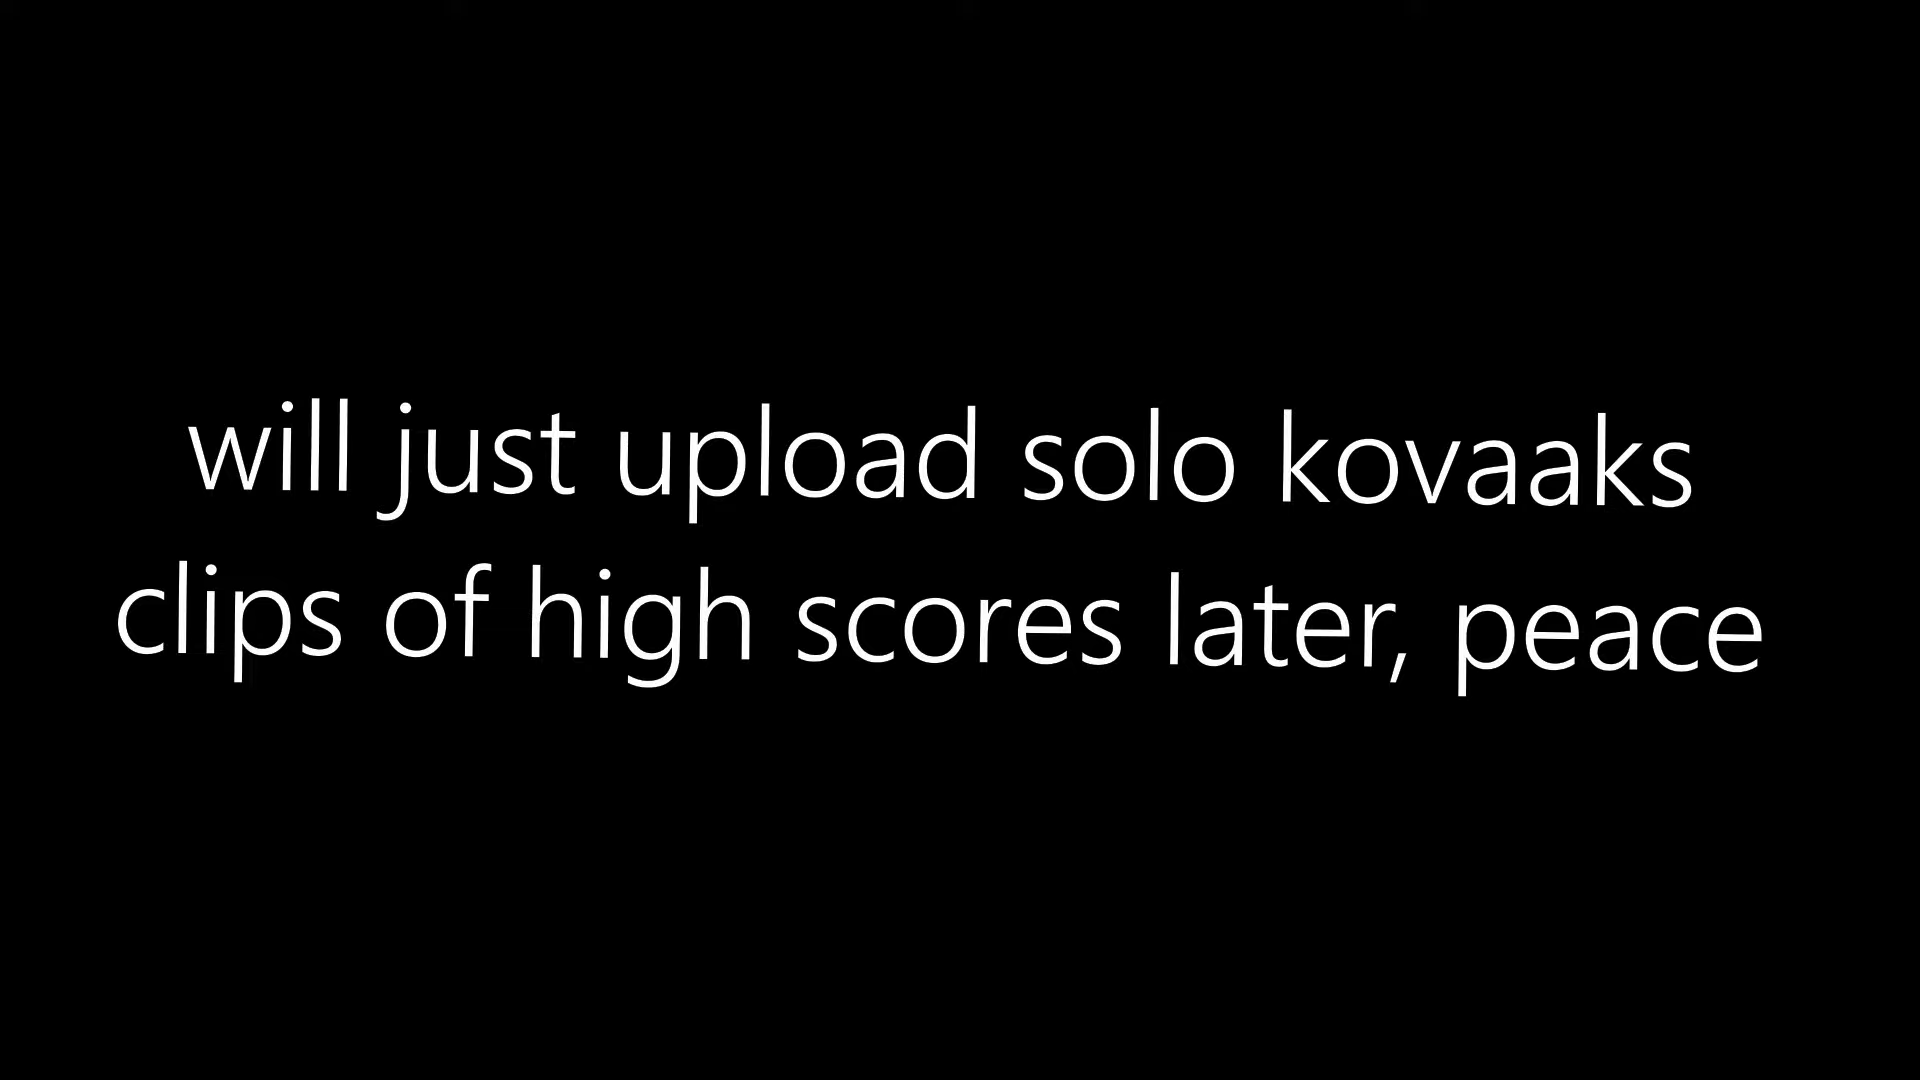 will just upload solo kovaaks
clips of high scores later, peace